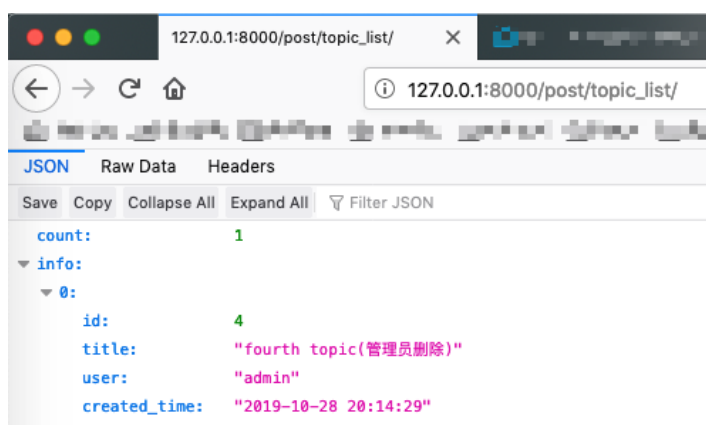 127.0.0.1:8000/post/topic_list/
127.0.0.1:8000/post/topic_list/
JSON Raw Data Headers
Save Copy Collapse All Expand All Filter JSON
count: 1
info:
0:
id: 4
title: "fourth topic(管理员删除)"
user: "admin"
created_time: "2019-10-28 20:14:29"